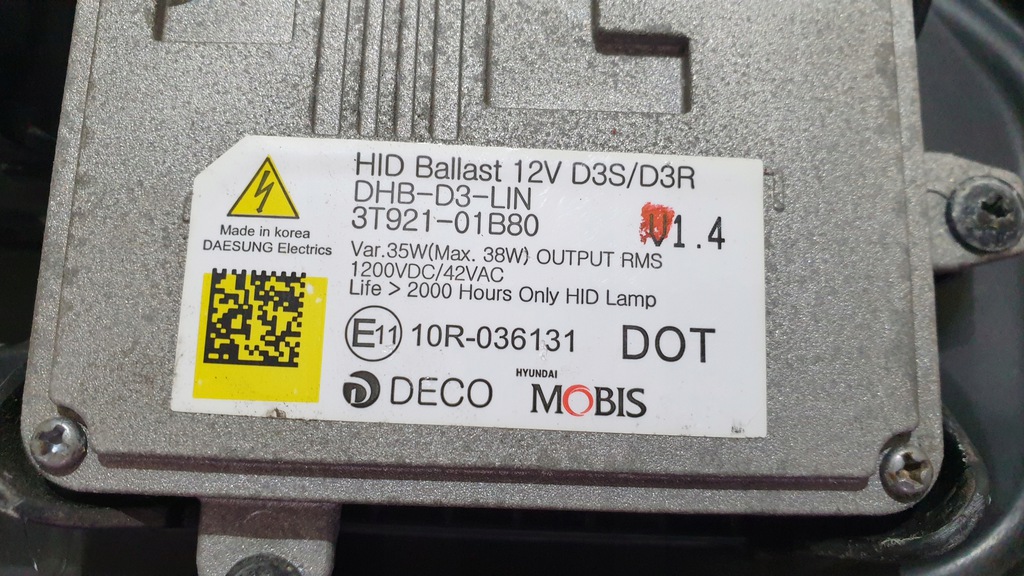 HID Ballast 12V D3S/D3R
DHB-D3-LIN
3T921-01B80
V1.4
Made in korea
DAESUNG Electrics
Var.35W(Max. 38W) OUTPUT RMS
1200VDC/42VAC
Life > 2000 Hours Only HID Lamp
E11 10R-036131 DOT
DECO
HYUNDAI
MOBIS